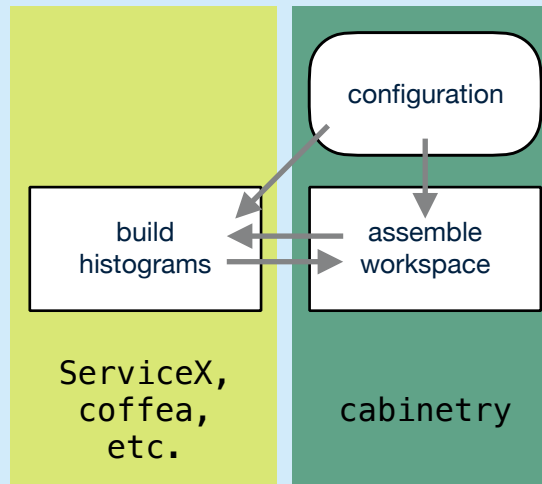 configuration
build
histograms
assemble
workspace
ServiceX,
coffea,
etc.
cabinetry